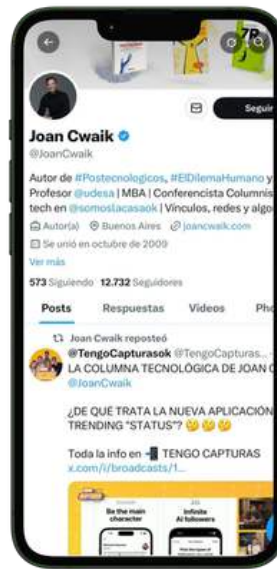 7R
Seguir
Joan Cwaik
@JoanCwaik
Autor de #Postecnologicos, #ElDilemaHumano y
Profesor @udesa | MBA | Conferencista Columnis
tech en @somoslacasaok | Vínculos, redes y algo
Autor(a) Buenos Aires joancwaik.com
Se unió en octubre de 2009
Ver más
573 Siguiendo 12.732 Seguidores
Posts Respuestas Videos Pho
Joan Cwaik reposteó
@TengoCapturasok @TengoCapturas...
LA COLUMNA TECNOLÓGICA DE JOAN C
@JoanCwaik
¿DE QUE TRATA LA NUEVA APLICACIÓN
TRENDING "STATUS"? 🤔🤔🤔
Toda la info en 📲 TENGO CAPTURAS
x.com/i/broadcasts/1...
Be the main
character
Infinite
AI followers